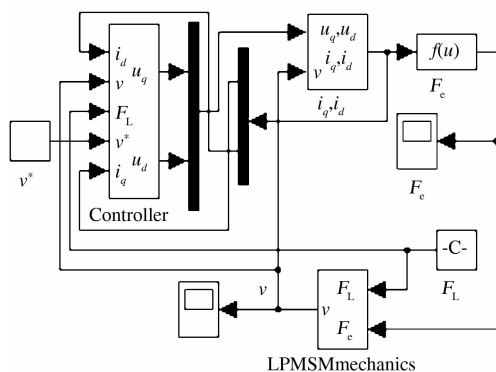 i_d u_q
v
F_L
v*
i_q u_d
Controller
v*
u_q,u_d
i_q,i_d
v
i_q,i_d
f(u)
F_e
F_e
-C-
F_L
v
F_L
v
F_e
LPMSMmechanics